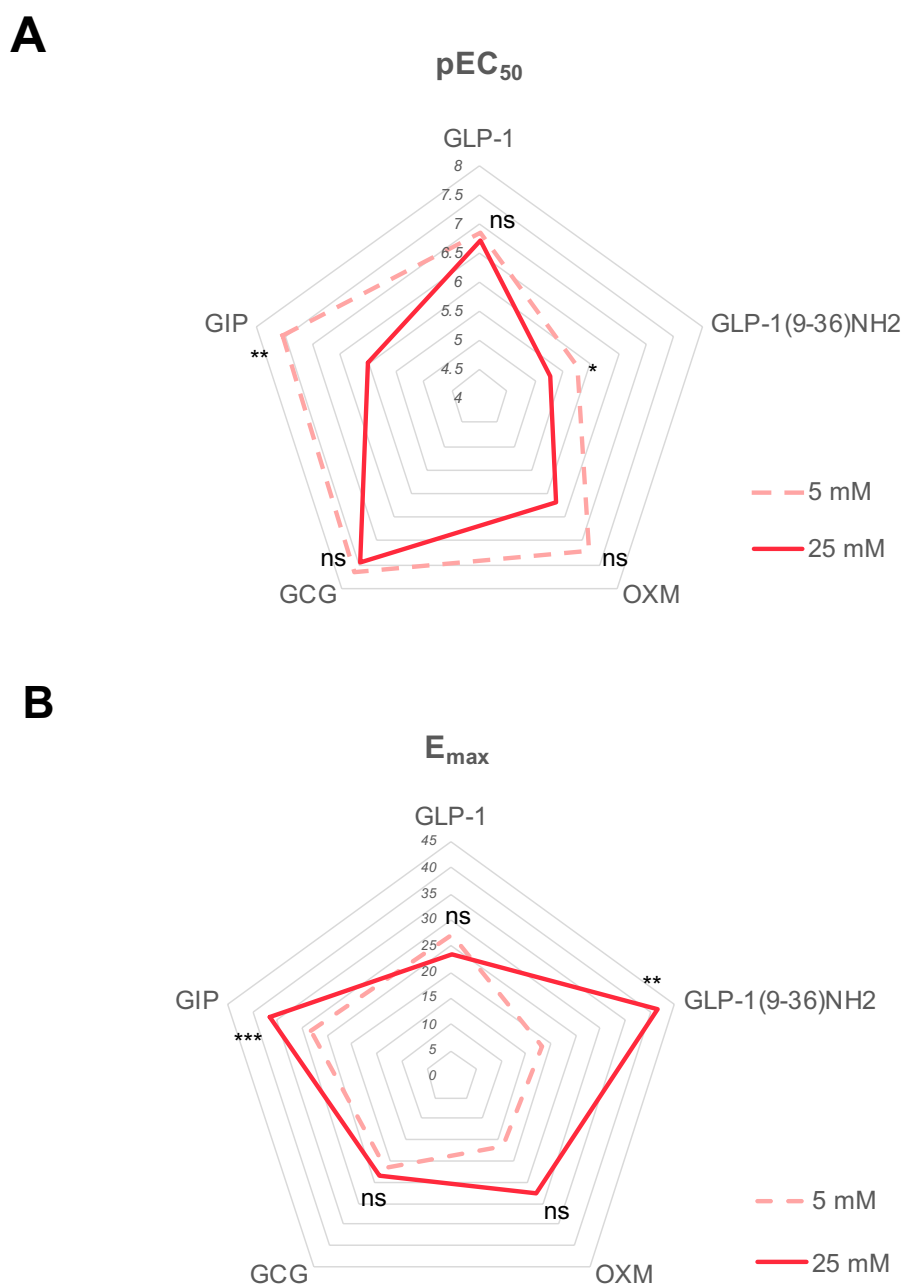 A
pEC50
GLP-1
8
7.5
7
ns
6.5
6
GIP
GLP-1(9-36)NH2
5.5
**
5
*
4.5
4
5 mM
25 mM
ns
ns
GCG
OXM
B
Emax
GLP-1
45
40
35
30
ns
25
20
**
GIP
GLP-1(9-36)NH2
15
***
10
5
0
ns
ns
5 mM
25 mM
GCG
OXM